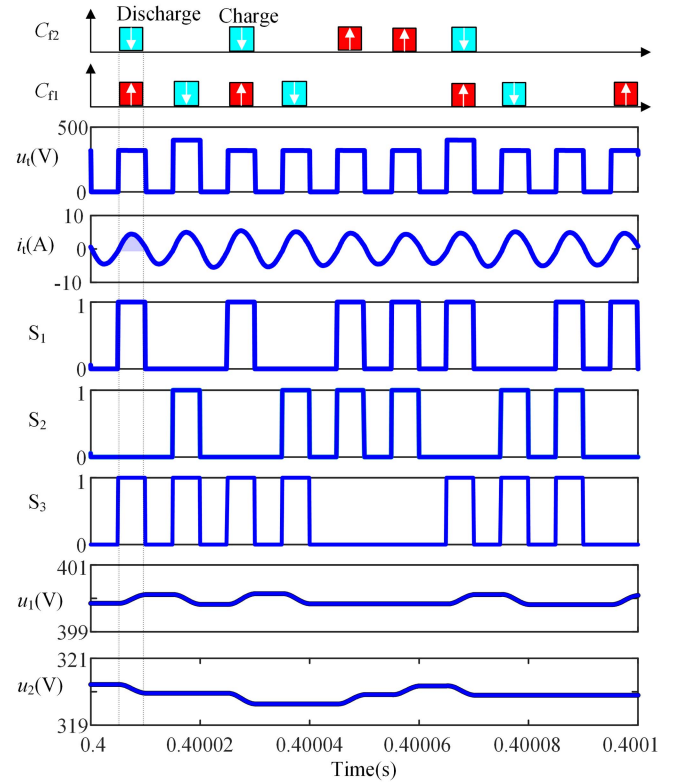 Discharge Charge
Cf2
Cf1
500
ut(V)
0
10
it(A) 0
-10
1
S1
0
1
S2
0
1
S3
0
401
u1(V)
399
321
u2(V)
319
0.4 0.40002 0.40004 0.40006 0.40008 0.4001
Time(s)